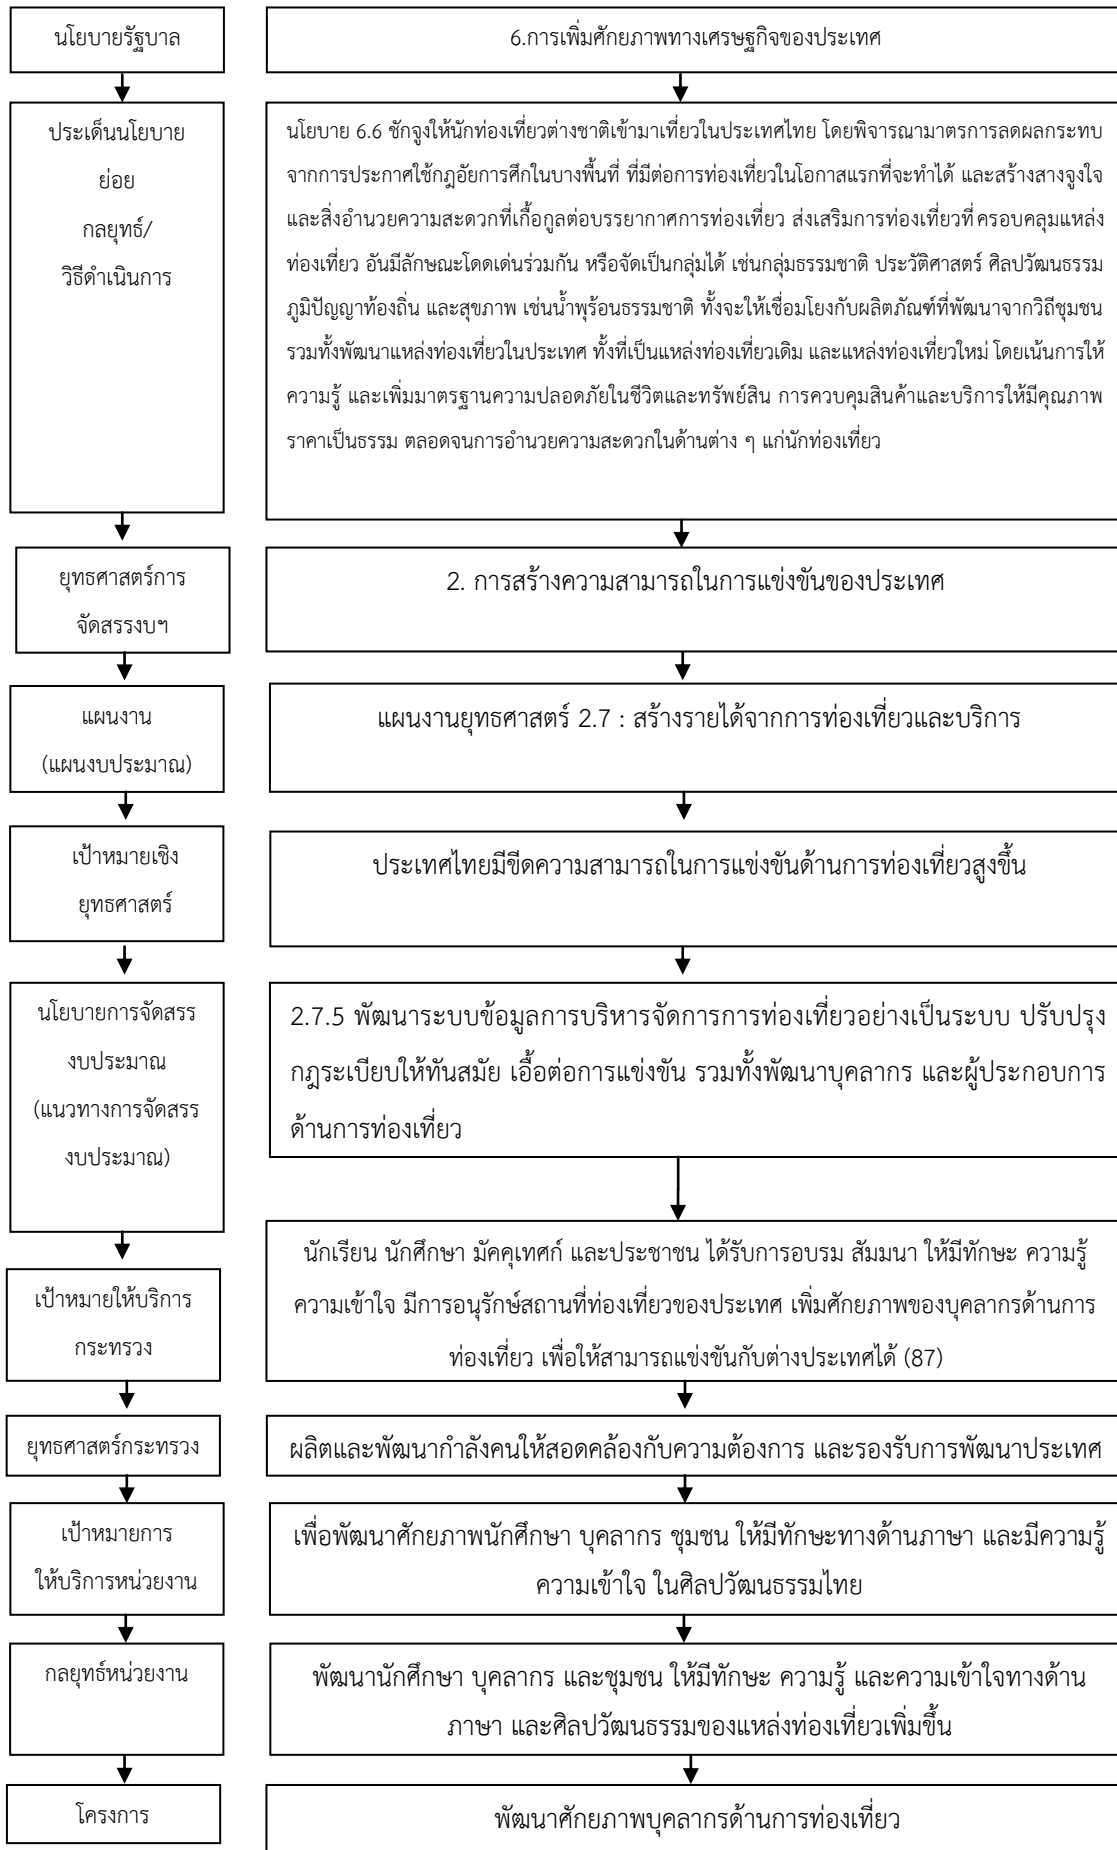 นโยบายรัฐบาล
6.การเพิ่มศักยภาพทางเศรษฐกิจของประเทศ
ประเด็นนโยบาย
ย่อย
กลยุทธ์/
วิธีดำเนินการ
นโยบาย 6.6 ชักจูงให้นักท่องเที่ยวต่างชาติเข้ามาเที่ยวในประเทศไทย โดยพิจารณามาตรการลดผลกระทบ
จากการประกาศใช้กฎอัยการศึกในบางพื้นที่ ที่มีต่อการท่องเที่ยวในโอกาสแรกที่จะทำได้ และสร้างสางจูงใจ
และสิ่งอำนวยความสะดวกที่เกื้อกูลต่อบรรยากาศการท่องเที่ยว ส่งเสริมการท่องเที่ยวที่ครอบคลุมแหล่ง
ท่องเที่ยว อันมีลักษณะโดดเด่นร่วมกัน หรือจัดเป็นกลุ่มได้ เช่นกลุ่มธรรมชาติ ประวัติศาสตร์ ศิลปวัฒนธรรม
ภูมิปัญญาท้องถิ่น และสุขภาพ เช่นน้ำพุร้อนธรรมชาติ ทั้งจะให้เชื่อมโยงกับผลิตภัณฑ์ที่พัฒนาจากวิถีชุมชน
รวมทั้งพัฒนาแหล่งท่องเที่ยวในประเทศ ทั้งที่เป็นแหล่งท่องเที่ยวเดิม และแหล่งท่องเที่ยวใหม่ โดยเน้นการให้
ความรู้ และเพิ่มมาตรฐานความปลอดภัยในชีวิตและทรัพย์สิน การควบคุมสินค้าและบริการให้มีคุณภาพ
ราคาเป็นธรรม ตลอดจนการอำนวยความสะดวกในด้านต่าง ๆ แก่นักท่องเที่ยว
ยุทธศาสตร์การ
จัดสรรงบฯ
2. การสร้างความสามารถในการแข่งขันของประเทศ
แผนงาน
(แผนงบประมาณ)
แผนงานยุทธศาสตร์ 2.7 : สร้างรายได้จากการท่องเที่ยวและบริการ
เป้าหมายเชิง
ยุทธศาสตร์
ประเทศไทยมีขีดความสามารถในการแข่งขันด้านการท่องเที่ยวสูงขึ้น
นโยบายการจัดสรร
งบประมาณ
(แนวทางการจัดสรร
งบประมาณ)
2.7.5 พัฒนาระบบข้อมูลการบริหารจัดการการท่องเที่ยวอย่างเป็นระบบ ปรับปรุง
กฎระเบียบให้ทันสมัย เอื้อต่อการแข่งขัน รวมทั้งพัฒนาบุคลากร และผู้ประกอบการ
ด้านการท่องเที่ยว
เป้าหมายให้บริการ
กระทรวง
นักเรียน นักศึกษา มัคคุเทศก์ และประชาชน ได้รับการอบรม สัมมนา ให้มีทักษะ ความรู้
ความเข้าใจ มีการอนุรักษ์สถานที่ท่องเที่ยวของประเทศ เพิ่มศักยภาพของบุคลากรด้านการ
ท่องเที่ยว เพื่อให้สามารถแข่งขันกับต่างประเทศได้ (87)
ยุทธศาสตร์กระทรวง
ผลิตและพัฒนากำลังคนให้สอดคล้องกับความต้องการ และรองรับการพัฒนาประเทศ
เป้าหมายการ
ให้บริการหน่วยงาน
เพื่อพัฒนาศักยภาพนักศึกษา บุคลากร ชุมชน ให้มีทักษะทางด้านภาษา และมีความรู้
ความเข้าใจ ในศิลปวัฒนธรรมไทย
กลยุทธ์หน่วยงาน
พัฒนานักศึกษา บุคลากร และชุมชน ให้มีทักษะ ความรู้ และความเข้าใจทางด้าน
ภาษา และศิลปวัฒนธรรมของแหล่งท่องเที่ยวเพิ่มขึ้น
โครงการ
พัฒนาศักยภาพบุคลากรด้านการท่องเที่ยว